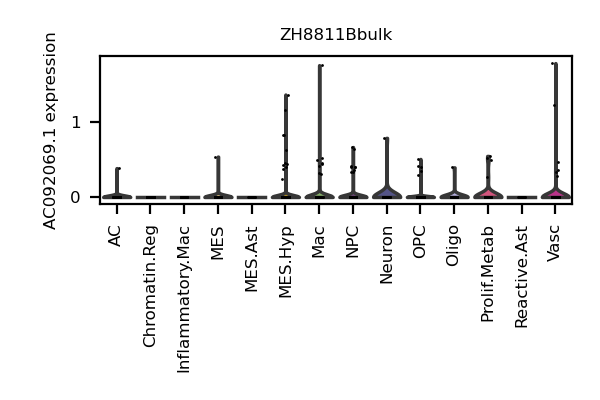 ZH8811Bbulk
AC092069.1 expression
1
0
AC
Chromatin.Reg
Inflammatory.Mac
MES
MES.Ast
MES.Hyp
Mac
NPC
Neuron
OPC
Oligo
Prolif.Metab
Reactive.Ast
Vasc